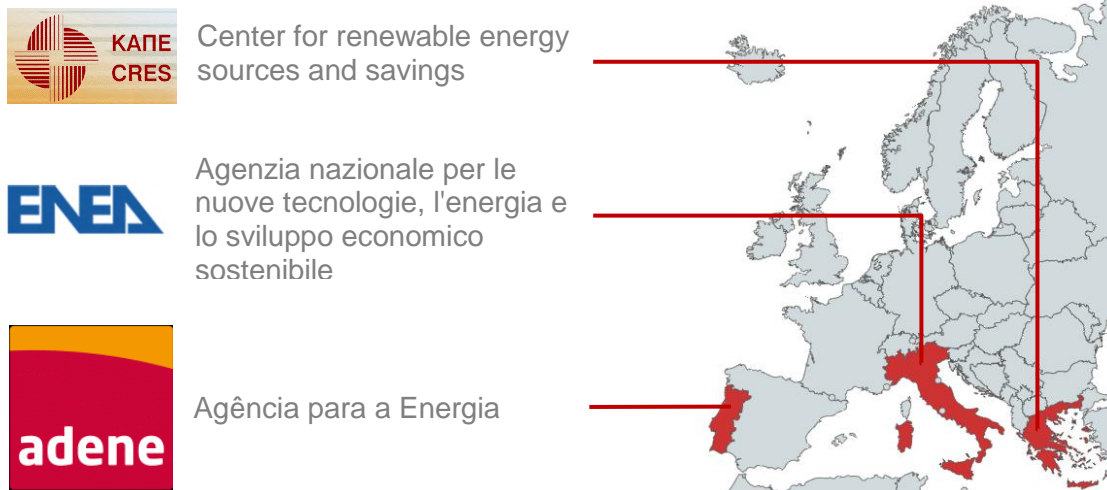 ΚΑΠΕ
CRES
Center for renewable energy
sources and savings
ENEA
Agenzia nazionale per le
nuove tecnologie, l'energia e
lo sviluppo economico
sostenibile
adene
Agência para a Energia